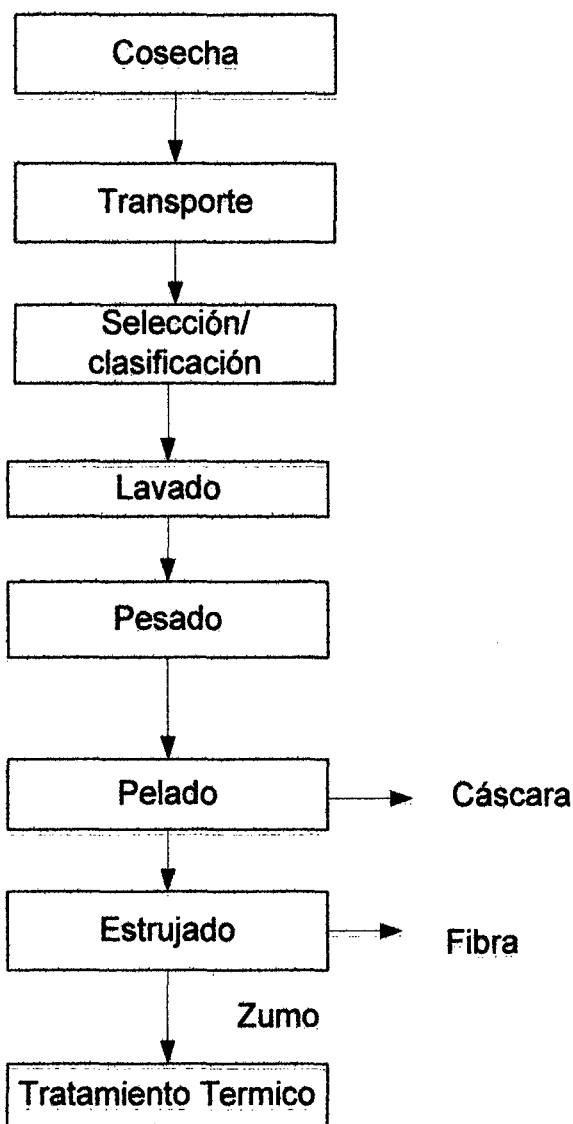 Cosecha
Transporte
Selección/
clasificación
Lavado
Pesado
Pelado
Cáscara
Estrujado
Fibra
Zumo
Tratamiento Termico